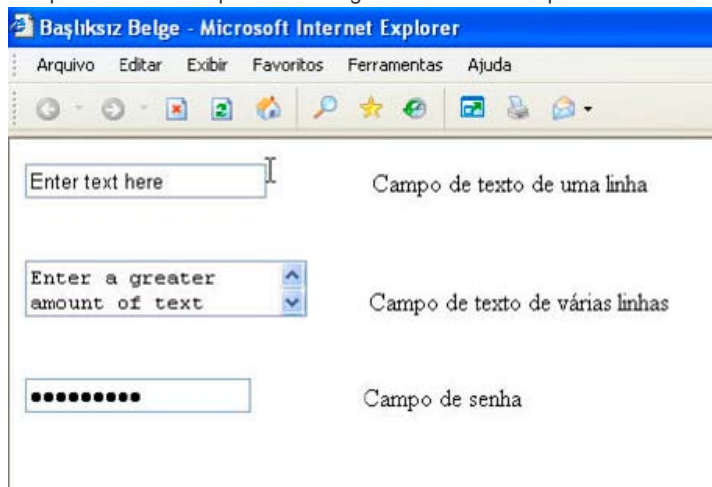 Başlıksız Belge - Microsoft Internet Explorer
Arquivo Editar Exibir Favoritos Ferramentas Ajuda
Enter text here Campo de texto de uma linha
Enter a greater
amount of text Campo de texto de várias linhas
Campo de senha